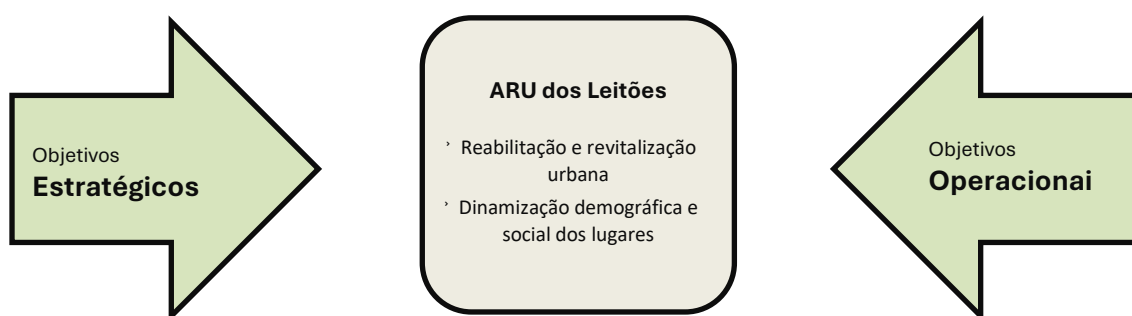 Objetivos
Estratégicos
ARU dos Leitões
› Reabilitação e revitalização
urbana
› Dinamização demográfica e
social dos lugares
Objetivos
Operacionai